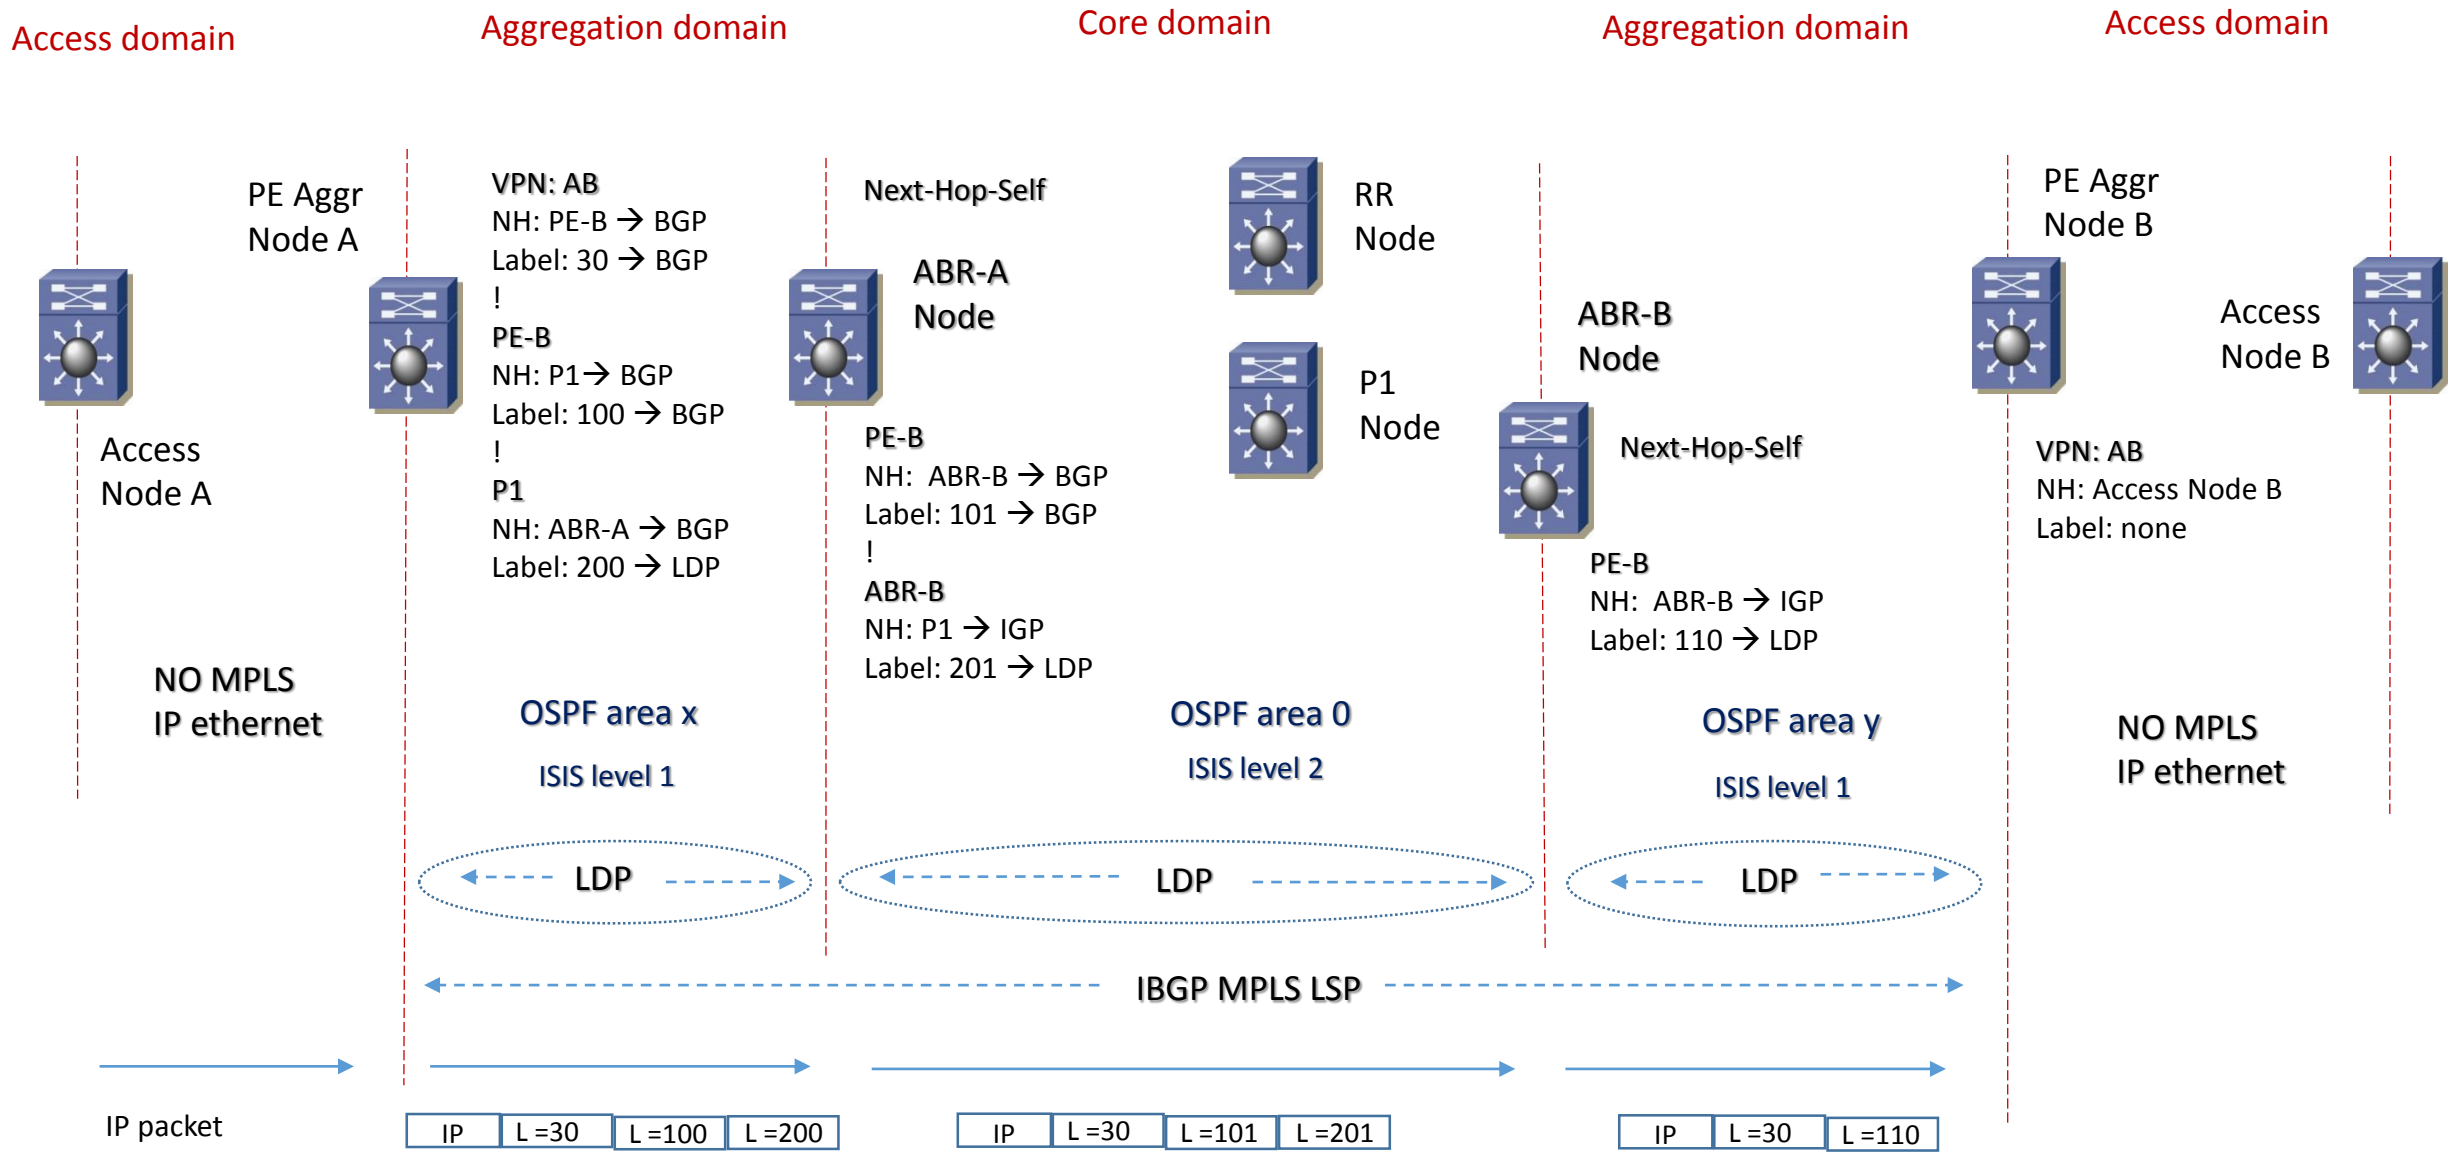 Access domain
Aggregation domain
Core domain
Aggregation domain
Access domain
PE Aggr
Node A
Access
Node A
NO MPLS
IP ethernet
VPN: AB
NH: PE-B → BGP
Label: 30 → BGP
!
PE-B
NH: P1→ BGP
Label: 100 → BGP
!
P1
NH: ABR-A → BGP
Label: 200 → LDP
OSPF area x
ISIS level 1
Next-Hop-Self
ABR-A
Node
PE-B
NH: ABR-B → BGP
Label: 101 → BGP
!
ABR-B
NH: P1 → IGP
Label: 201 → LDP
RR
Node
P1
Node
OSPF area 0
ISIS level 2
ABR-B
Node
Next-Hop-Self
PE-B
NH: ABR-B → IGP
Label: 110 → LDP
OSPF area y
ISIS level 1
PE Aggr
Node B
Access
Node B
VPN: AB
NH: Access Node B
Label: none
NO MPLS
IP ethernet
LDP
LDP
LDP
IBGP MPLS LSP
IP packet
IP L =30 L =100 L =200
IP L =30 L =101 L =201
IP L =30 L =110